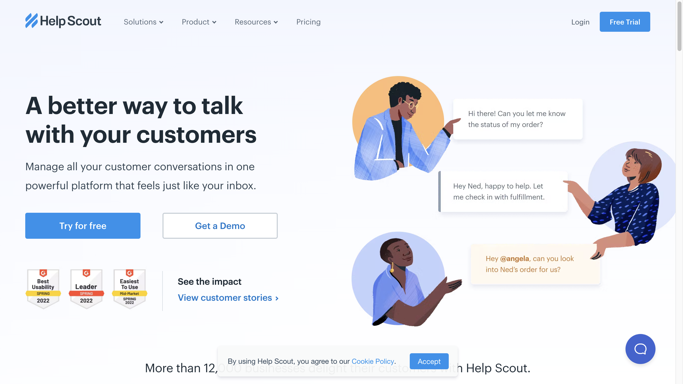 Help Scout
Solutions
Product
Resources
Pricing
Login
Free Trial
A better way to talk
with your customers
Manage all your customer conversations in one
powerful platform that feels just like your inbox.
Try for free
Get a Demo
Hi there! Can you let me know
the status of my order?
Hey Ned, happy to help. Let
me check in with fulfillment.
Hey @angela, can you look
into Ned's order for us?
Best
Usability
SPRING
2022
Leader
SPRING
2022
Easiest
To Use
Mid-Market
SPRING
2022
See the impact
View customer stories
By using Help Scout, you agree to our Cookie Policy.
Accept
More than 12, h Help Scout.